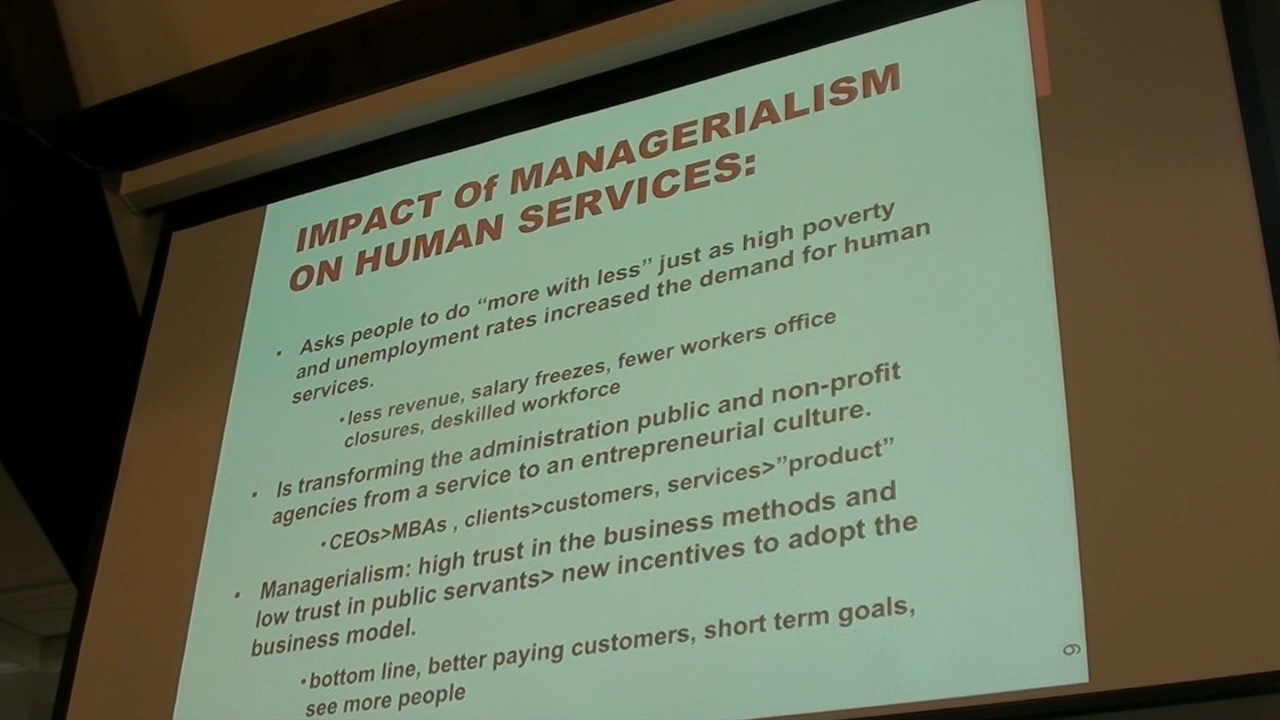 IMPACT Of MANAGERIALISM
ON HUMAN SERVICES:
• Asks people to do “more with less” just as high poverty
and unemployment rates increased the demand for human
services.
•less revenue, salary freezes, fewer workers office
closures, deskilled workforce
• Is transforming the administration public and non-profit
agencies from a service to an entrepreneurial culture.
•CEOs>MBAs , clients>customers, services>”product”
• Managerialism: high trust in the business methods and
low trust in public servants> new incentives to adopt the
business model.
•bottom line, better paying customers, short term goals,
see more people
9